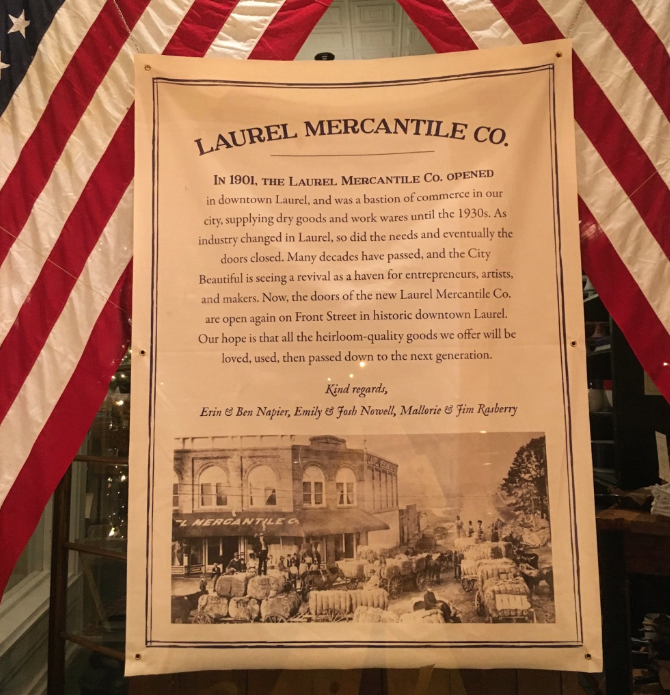 LAUREL MERCANTILE CO.
IN 1901, THE LAUREL MERCANTILE CO. OPENED
in downtown Laurel, and was a bastion of commerce in our
city, supplying dry goods and work wares until the 1930s. As
industry changed in Laurel, so did the needs and eventually the
doors closed. Many decades have passed, and the City
Beautiful is seeing a revival as a haven for entrepreneurs, artists,
and makers. Now, the doors of the new Laurel Mercantile Co.
are open again on Front Street in historic downtown Laurel.
Our hope is that all the heirloom-quality goods we offer will be
loved, used, then passed down to the next generation.
Kind regards,
Erin & Ben Napier, Emily & Josh Nowell, Mallorie & Jim Rasberry
L MERCANTILE C